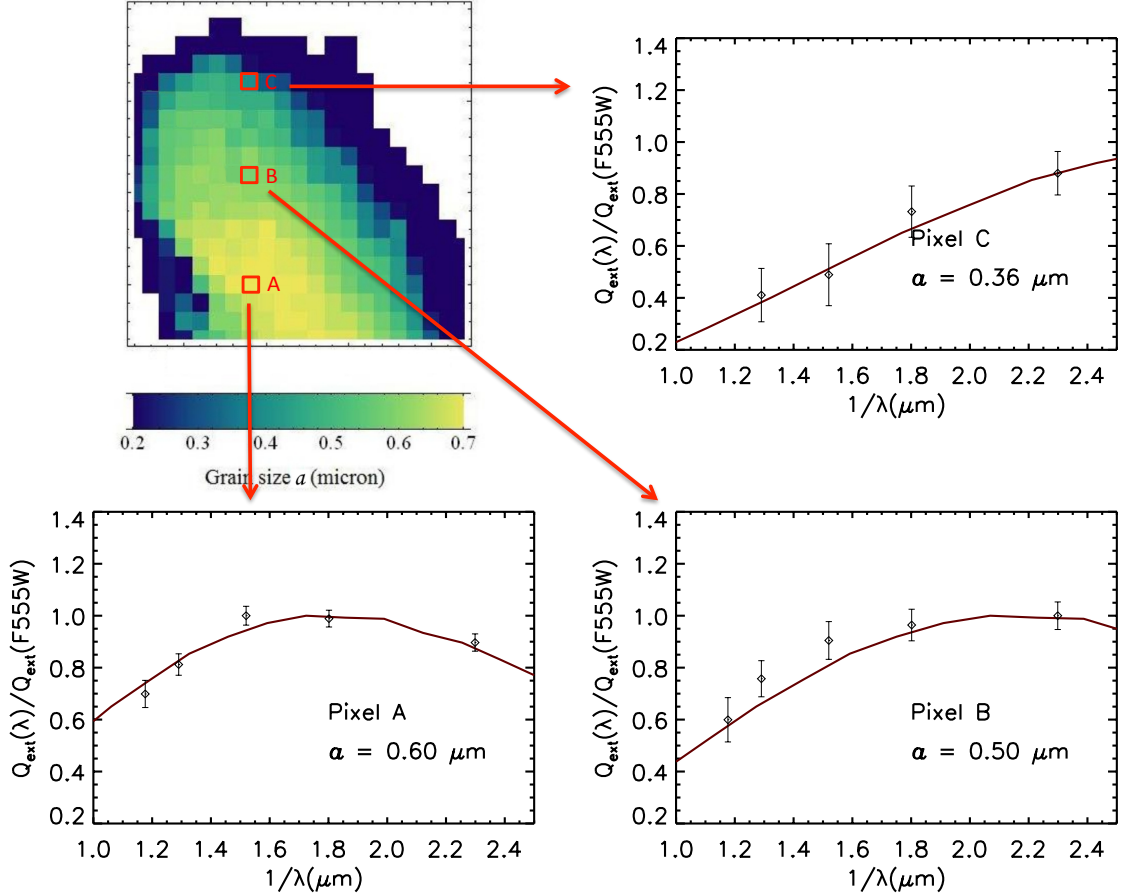 C
B
A
0.2 0.3 0.4 0.5 0.6 0.7
Grain size a (micron)
1.4
1.2
1.0
0.8
0.6
0.4
0.2
Qext(λ)/Qext(F555W)
Pixel C
a = 0.36 μm
1.0 1.2 1.4 1.6 1.8 2.0 2.2 2.4
1/λ(μm)
1.4
1.2
1.0
0.8
0.6
0.4
0.2
Qext(λ)/Qext(F555W)
Pixel A
a = 0.60 μm
1.0 1.2 1.4 1.6 1.8 2.0 2.2 2.4
1/λ(μm)
1.4
1.2
1.0
0.8
0.6
0.4
0.2
Qext(λ)/Qext(F555W)
Pixel B
a = 0.50 μm
1.0 1.2 1.4 1.6 1.8 2.0 2.2 2.4
1/λ(μm)